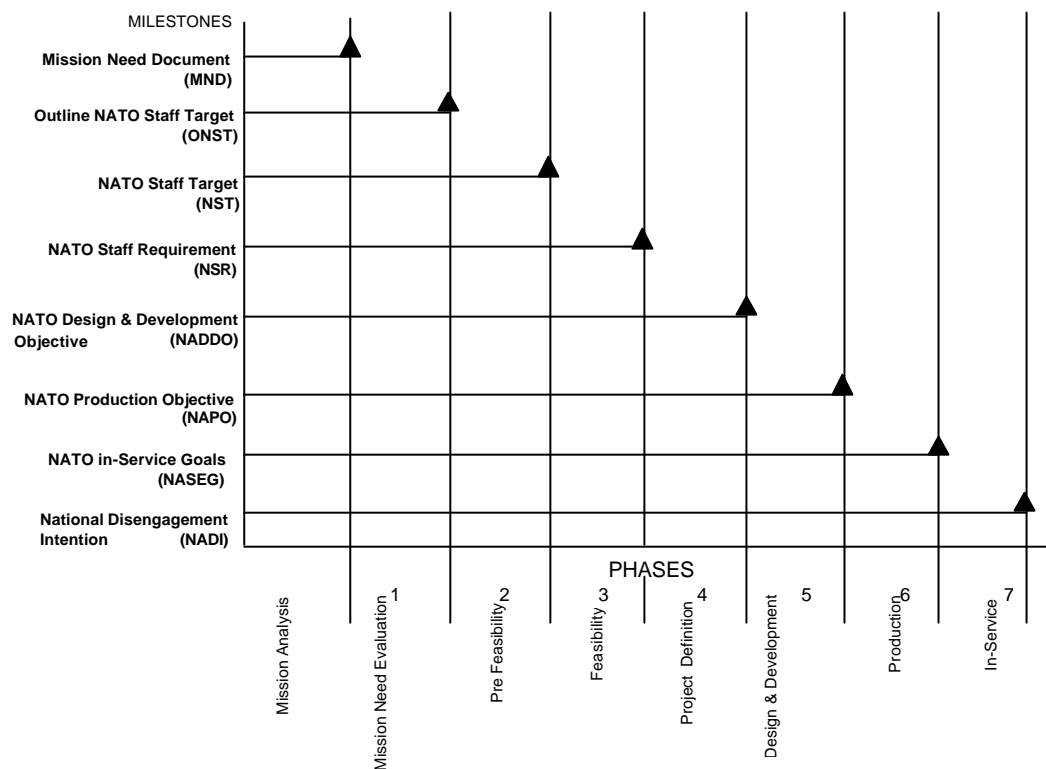 MILESTONES
Mission Need Document
(MND)
Outline NATO Staff Target
(ONST)
NATO Staff Target
(NST)
NATO Staff Requirement
(NSR)
NATO Design & Development
Objective (NADDO)
NATO Production Objective
(NAPO)
NATO in-Service Goals
(NASEG)
National Disengagement
Intention (NADI)
PHASES
1 2 3 4 5 6 7
Mission Analysis
Mission Need Evaluation
Pre Feasibility
Feasibility
Project Definition
Design & Development
Production
In-Service